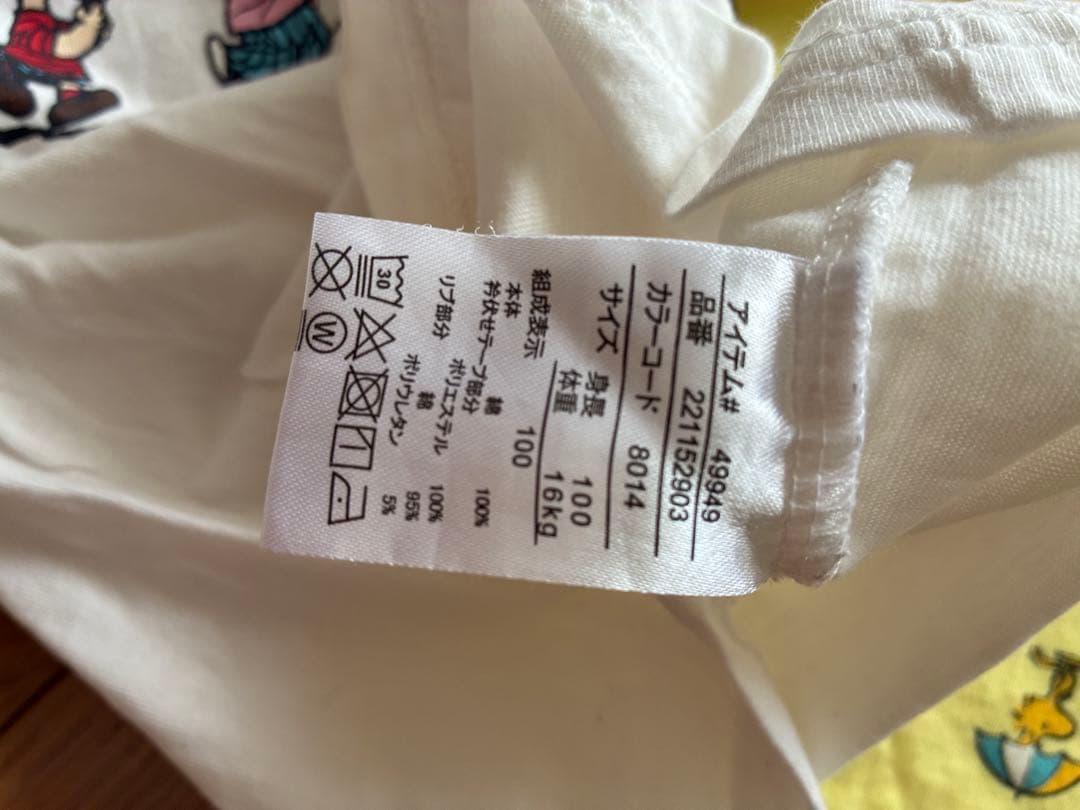 アイテム# 49949
品番 221152903
カラーコード 8014
サイズ 100
身長 100
体重 16kg
組成表示
本体 綿 100%
衿伏せテープ部分 ポリエステル 100%
リブ部分 綿 95%
ポリウレタン 5%
30
W